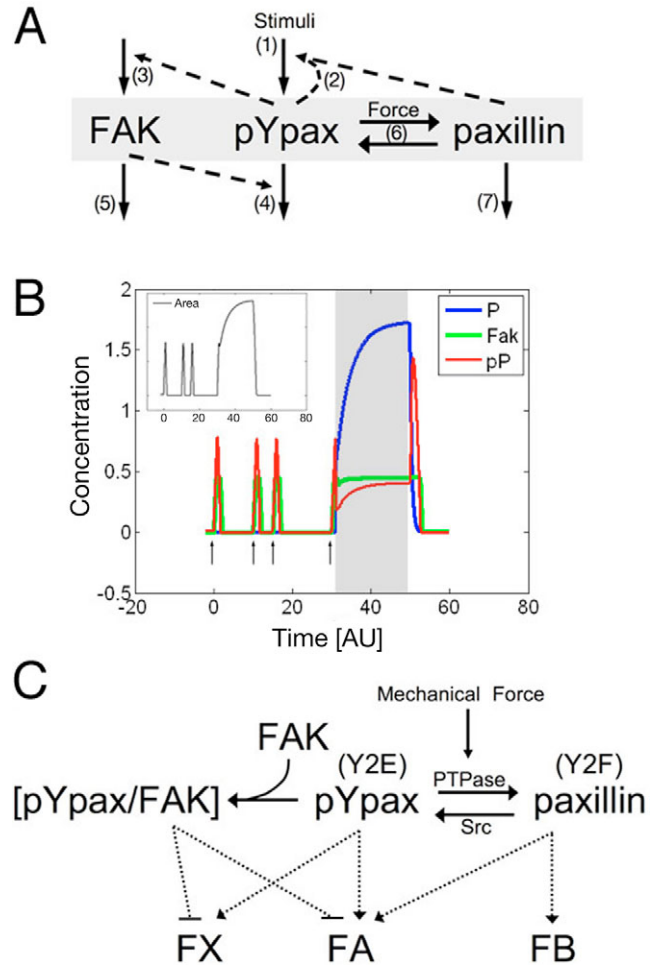 A
Stimuli
(1)
(2)
(3)
FAK
pYpax
Force
(6)
paxillin
(5)
(4)
(7)
B
Concentration
2
1.5
1
0.5
0
-0.5
-20
0
20
40
60
80
Time [AU]
Area
0
20
40
60
80
P
Fak
pP
C
Mechanical Force
FAK
(Y2E)
(Y2F)
[pYpax/FAK]
pYpax
PTPase
Src
paxillin
FX
FA
FB